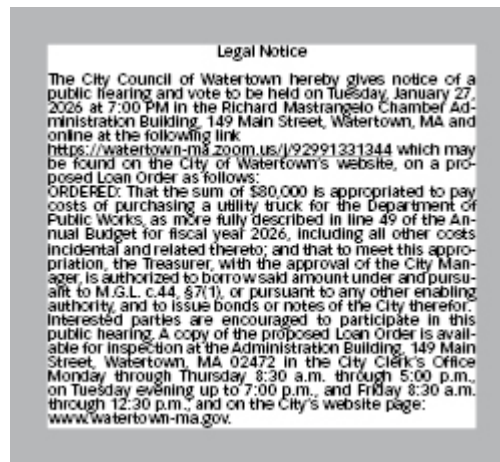 Legal Notice
The City Council of Watertown hereby gives notice of a
public hearing and vote to be held on Tuesday, January 27,
2026 at 7:00 PM in the Richard Mastrangelo Chamber Ad-
ministration Building, 149 Main Street, Watertown, MA and
online at the following link
https://watertown-ma.zoom.us/j/92991331344 which may
be found on the City of Watertown's website, on a pro-
posed Loan Order as follows:
ORDERED: That the sum of $80,000 is appropriated to pay
costs of purchasing a utility truck for the Department of
Public Works, as more fully described in line 49 of the An-
nual Budget for fiscal year 2026, including all other costs
incidental and related thereto; and that to meet this appro-
priation, the Treasurer, with the approval of the City Man-
ager, is authorized to borrow said amount under and pursu-
ant to M.G.L. c.44, §7(1), or pursuant to any other enabling
authority, and to issue bonds or notes of the City therefor.
Interested parties are encouraged to participate in this
public hearing. A copy of the proposed Loan Order is avail-
able for inspection at the Administration Building, 149 Main
Street, Watertown, MA 02472 in the City Clerk's Office
Monday through Thursday 8:30 a.m. through 5:00 p.m.,
on Tuesday evening up to 7:00 p.m., and Friday 8:30 a.m.
through 12:30 p.m., and on the City's website page:
www.watertown-ma.gov.